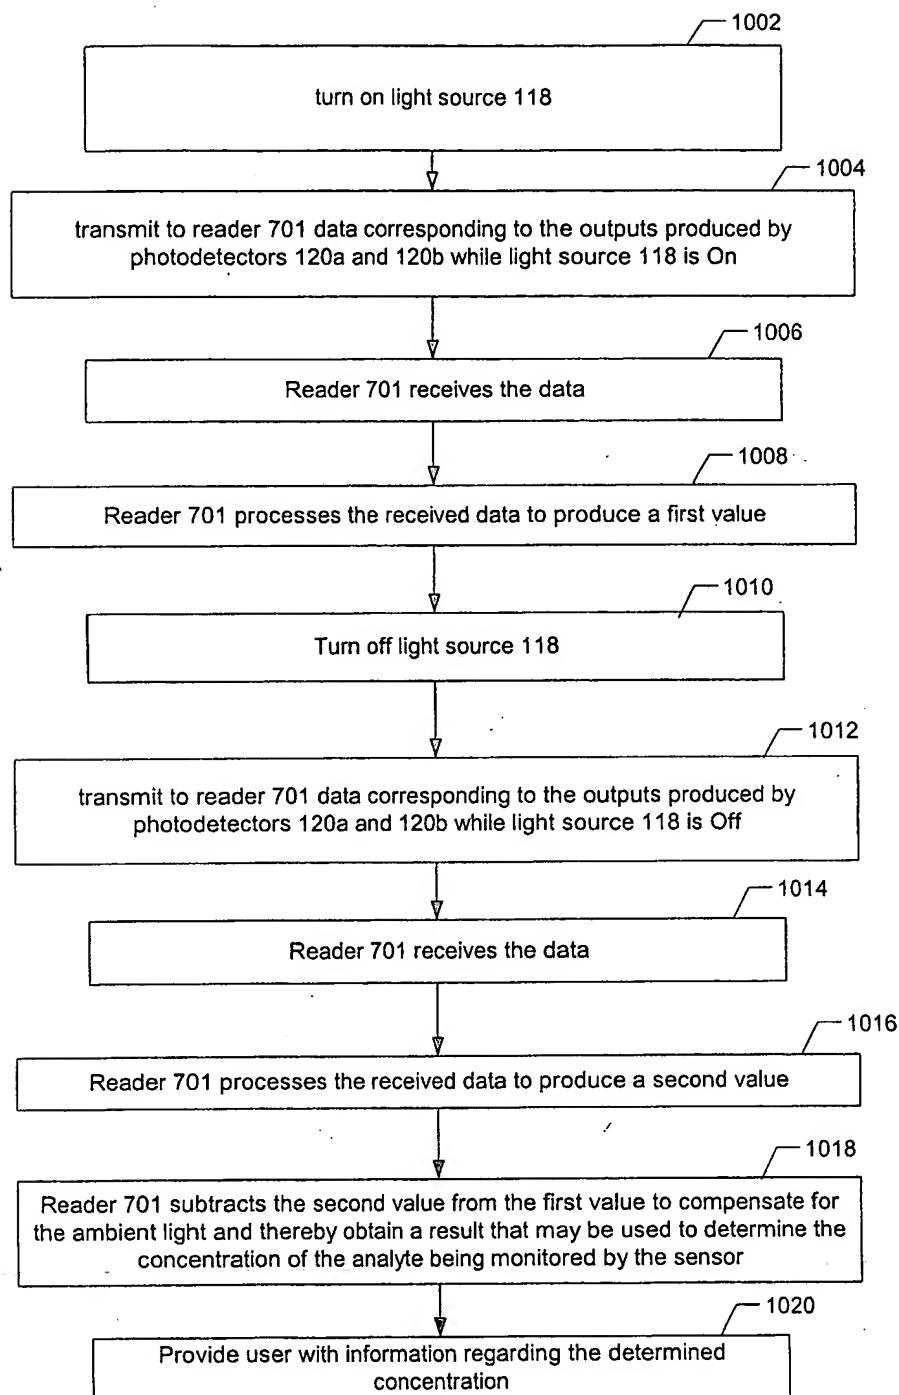 1002
turn on light source 118
1004
transmit to reader 701 data corresponding to the outputs produced by
photodetectors 120a and 120b while light source 118 is On
1006
Reader 701 receives the data
1008
Reader 701 processes the received data to produce a first value
1010
Turn off light source 118
1012
transmit to reader 701 data corresponding to the outputs produced by
photodetectors 120a and 120b while light source 118 is Off
1014
Reader 701 receives the data
1016
Reader 701 processes the received data to produce a second value
1018
Reader 701 subtracts the second value from the first value to compensate for
the ambient light and thereby obtain a result that may be used to determine the
concentration of the analyte being monitored by the sensor
1020
Provide user with information regarding the determined
concentration